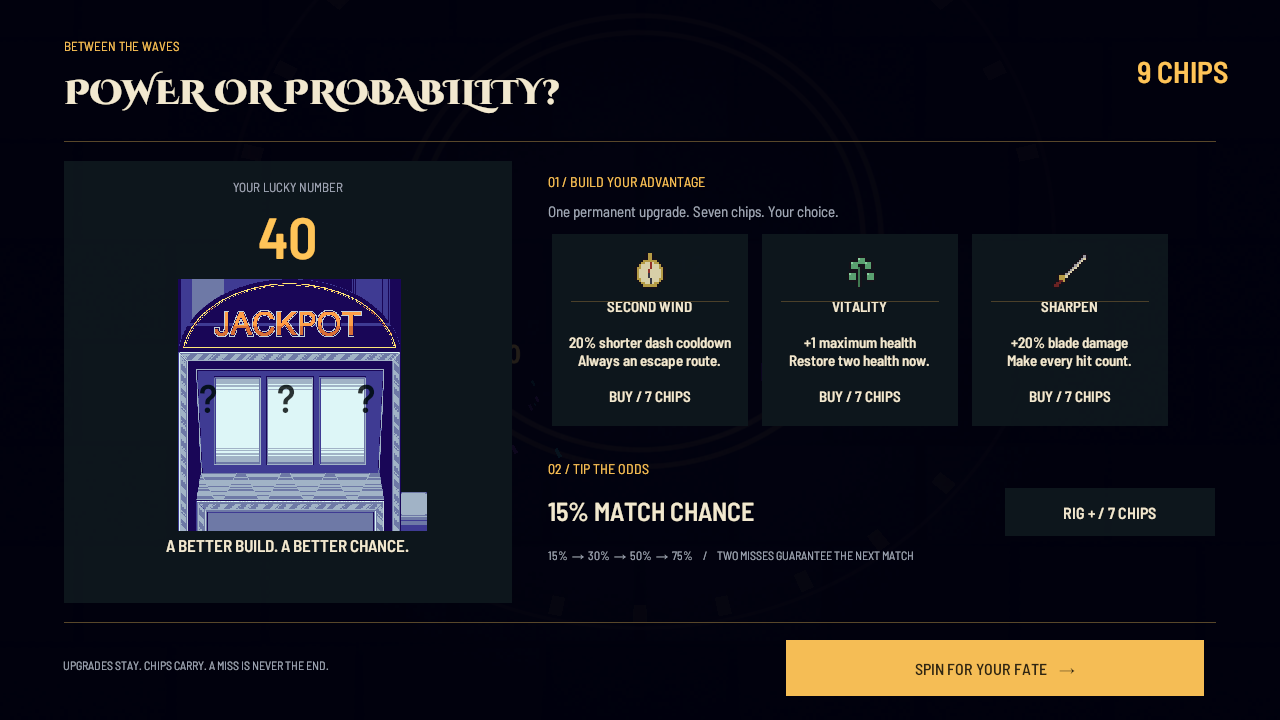 BETWEEN THE WAVES
POWER OR PROBABILITY?
9 CHIPS
YOUR LUCKY NUMBER
40
JACKPOT
? ? ?
A BETTER BUILD. A BETTER CHANCE.
01 / BUILD YOUR ADVANTAGE
One permanent upgrade. Seven chips. Your choice.
SECOND WIND
20% shorter dash cooldown
Always an escape route.
BUY / 7 CHIPS
VITALITY
+1 maximum health
Restore two health now.
BUY / 7 CHIPS
SHARPEN
+20% blade damage
Make every hit count.
BUY / 7 CHIPS
02 / TIP THE ODDS
15% MATCH CHANCE
RIG + / 7 CHIPS
15% → 30% → 50% → 75% / TWO MISSES GUARANTEE THE NEXT MATCH
UPGRADES STAY. CHIPS CARRY. A MISS IS NEVER THE END.
SPIN FOR YOUR FATE →